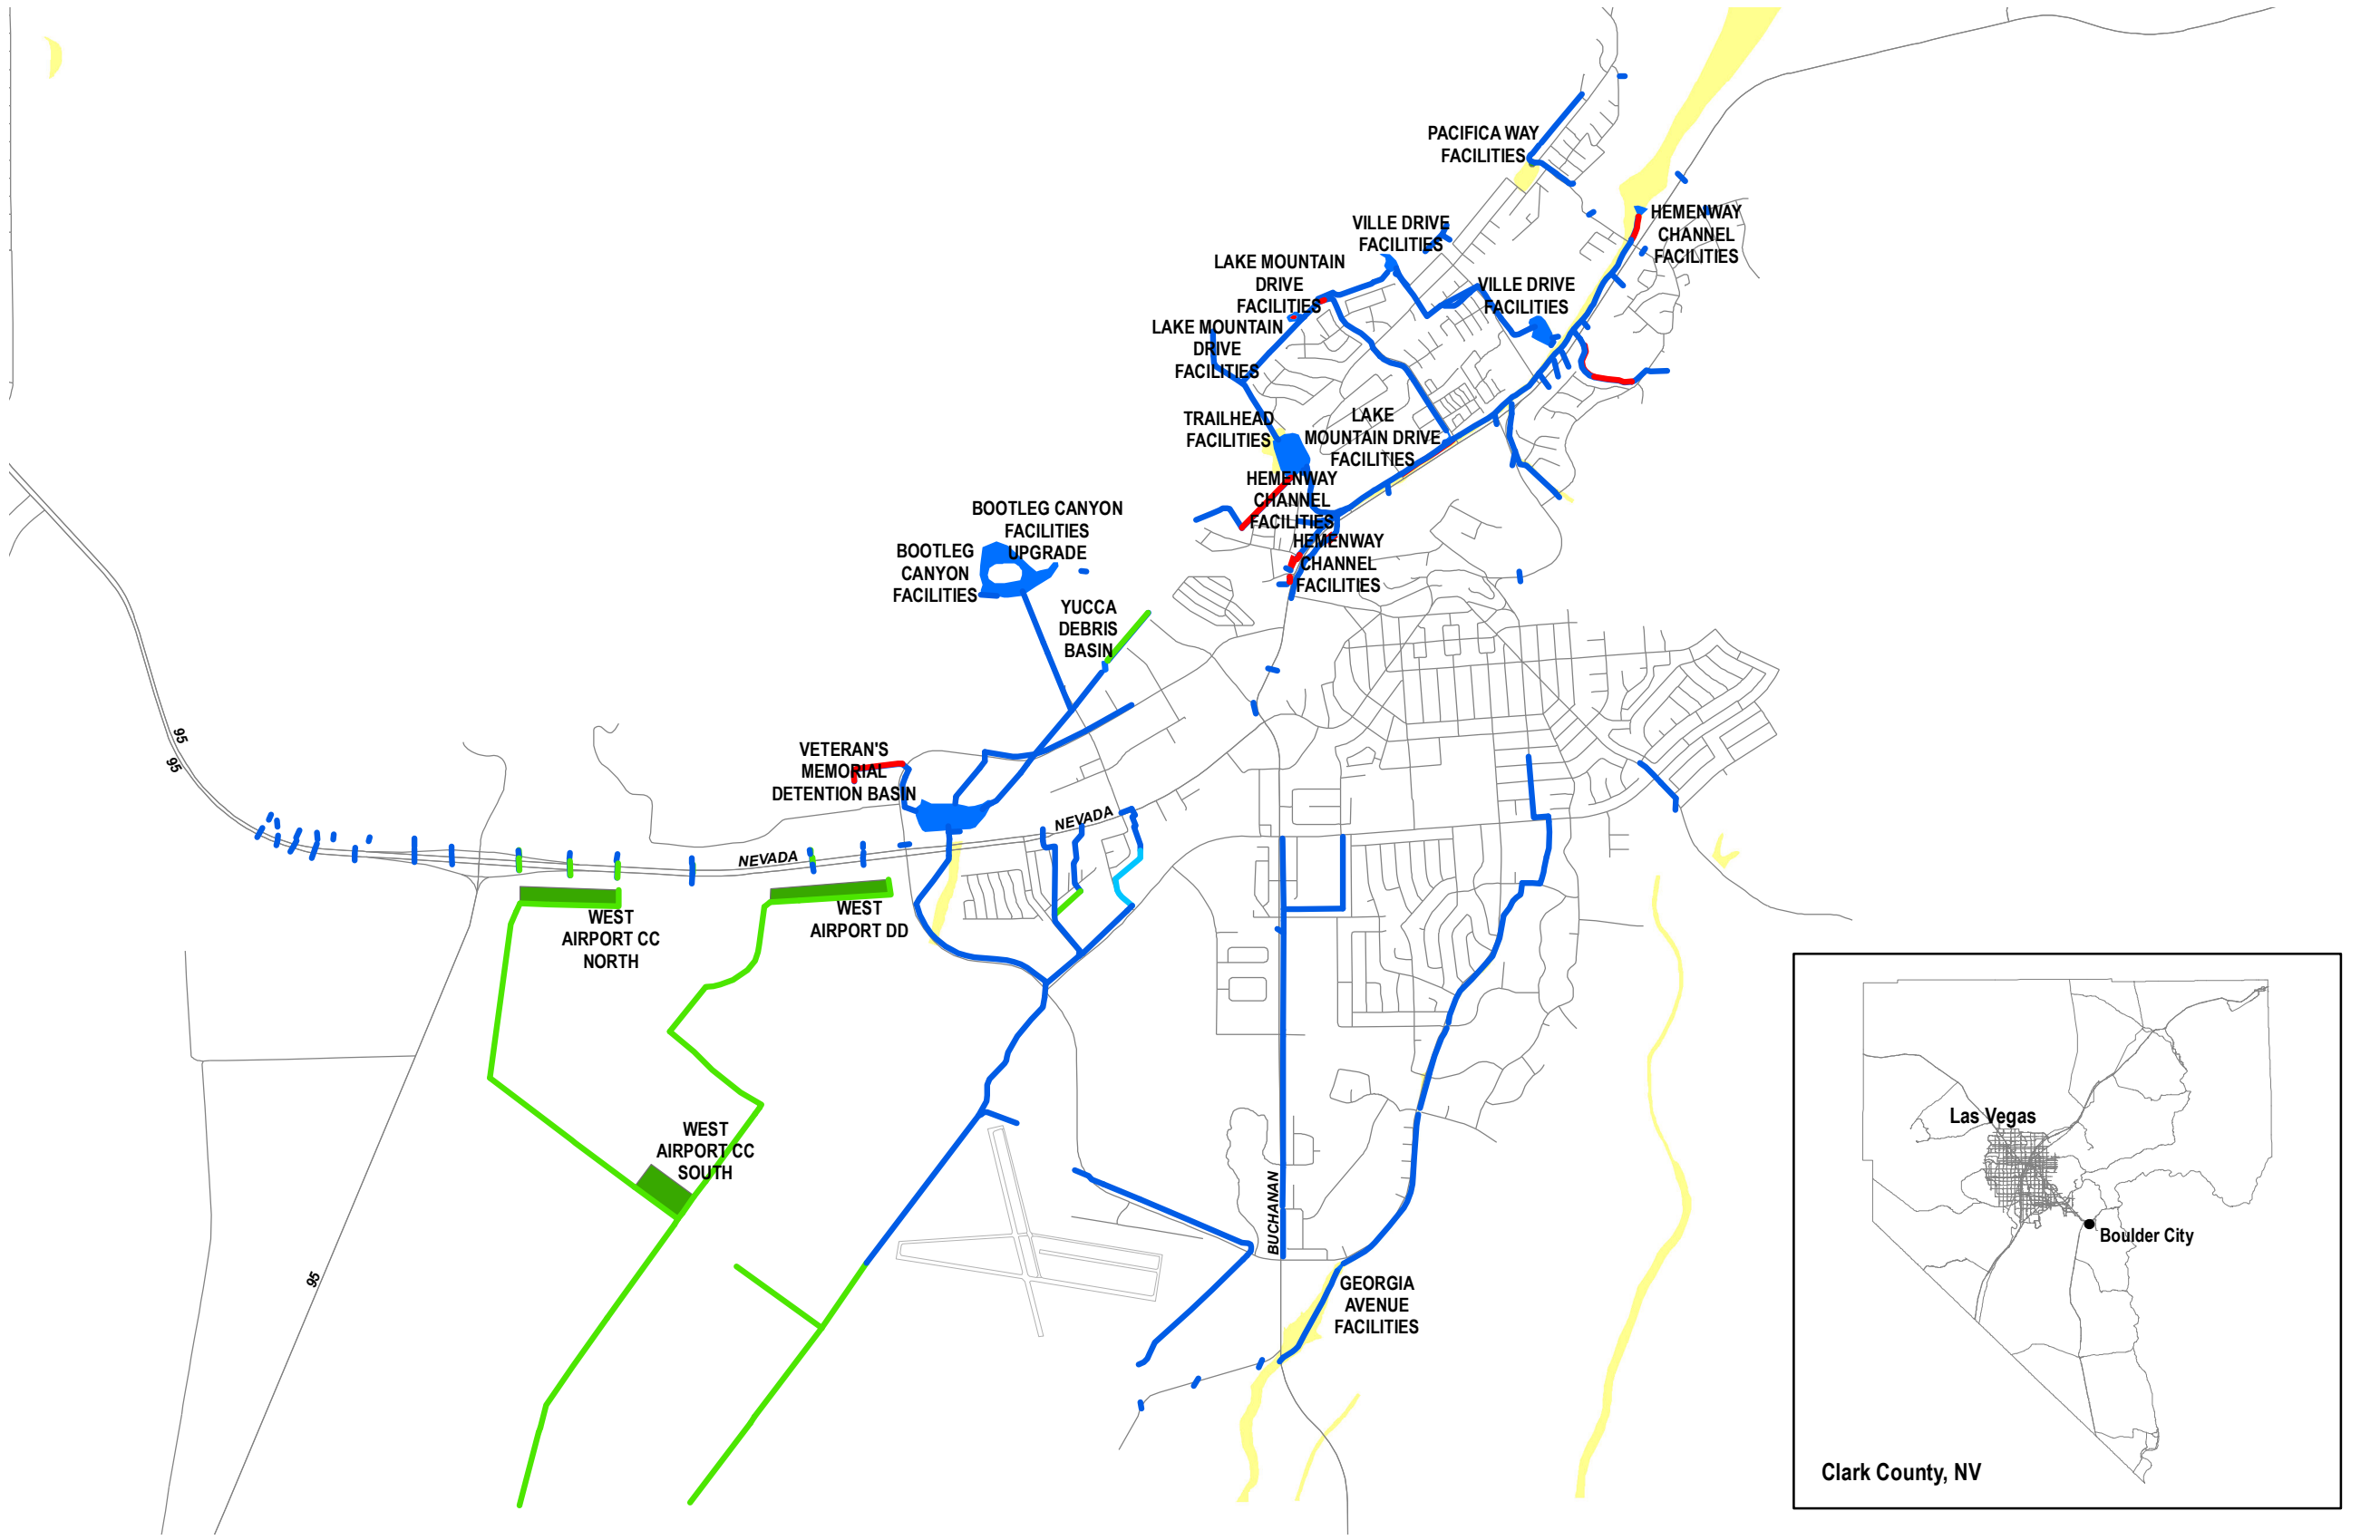 PACIFICA WAY
FACILITIES
HEMENWAY
CHANNEL
FACILITIES
VILLE DRIVE
FACILITIES
LAKE MOUNTAIN
DRIVE
FACILITIES
VILLE DRIVE
FACILITIES
LAKE MOUNTAIN
DRIVE
FACILITIES
TRAILHEAD
FACILITIES
LAKE
MOUNTAIN DRIVE
FACILITIES
HEMENWAY
CHANNEL
FACILITIES
BOOTLEG CANYON
FACILITIES
UPGRADE
HEMENWAY
CHANNEL
FACILITIES
BOOTLEG
CANYON
FACILITIES
YUCCA
DEBRIS
BASIN
95
95
VETERAN'S
MEMORIAL
DETENTION BASIN
NEVADA
NEVADA
WEST
AIRPORT CC
NORTH
WEST
AIRPORT DD
WEST
AIRPORT CC
SOUTH
95
BUCHANAN
GEORGIA
AVENUE
FACILITIES
Las Vegas
Boulder City
Clark County, NV